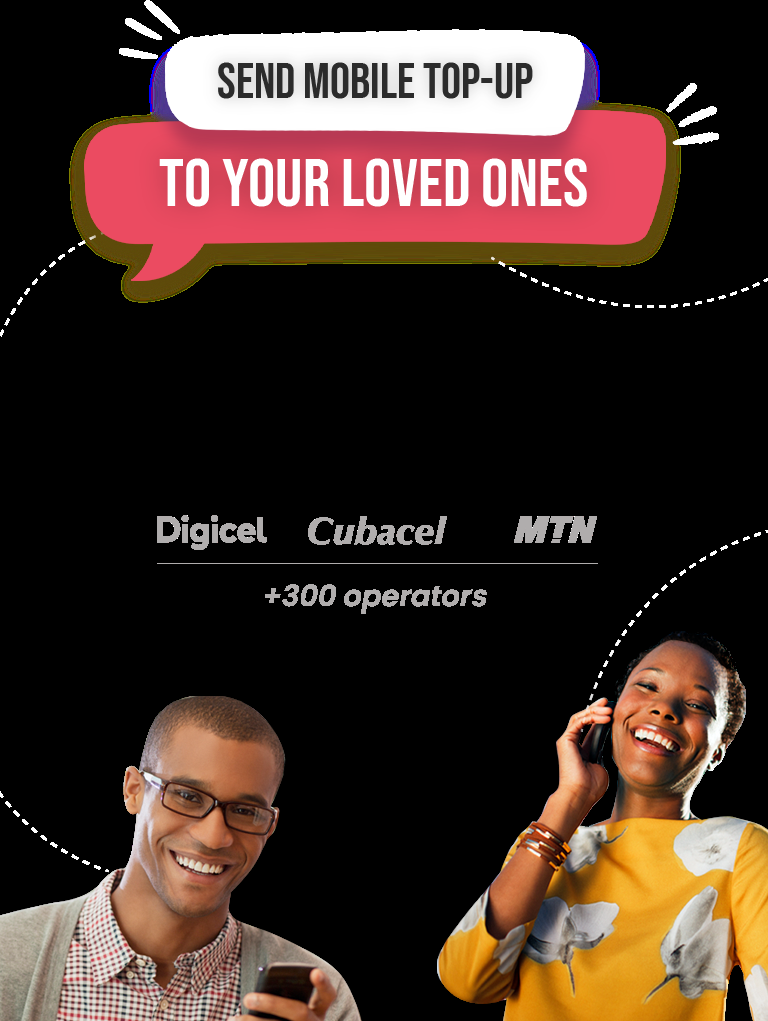 SEND MOBILE TOP-UP
TO YOUR LOVED ONES
Digicel Cubacel MTN
+300 operators